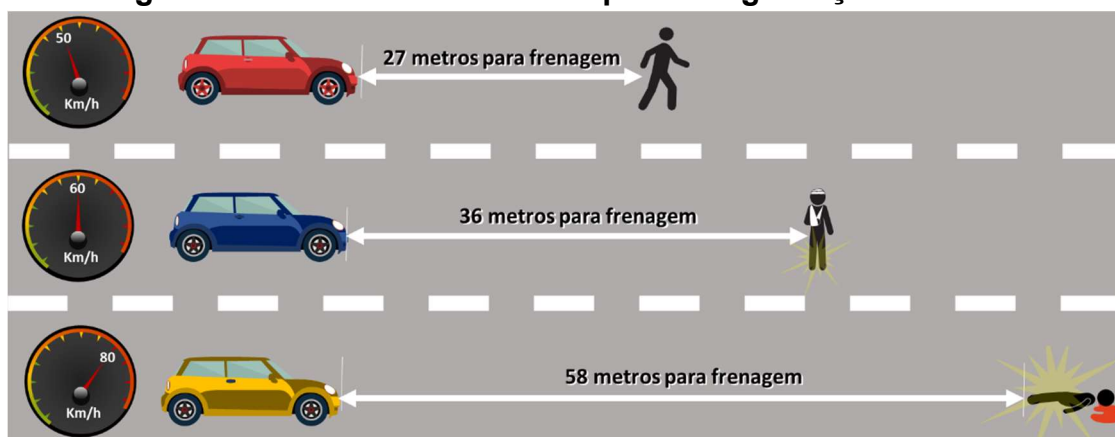 50
Km/h
27 metros para frenagem
60
Km/h
36 metros para frenagem
80
Km/h
58 metros para frenagem